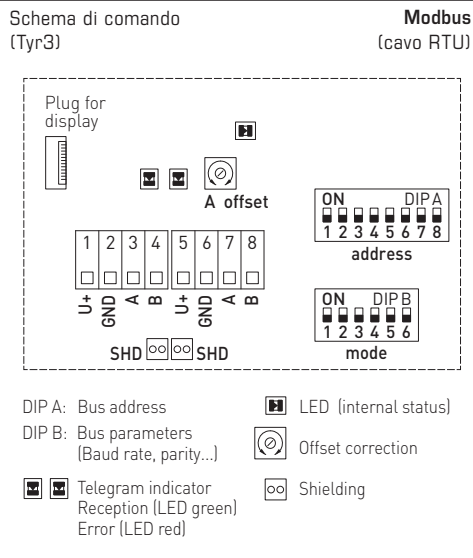 Schema di comando
(Tyr3)
Modbus
(cavo RTU)
Plug for
display
A offset
ON DIP A
1 2 3 4 5 6 7 8
address
1 2 3 4 5 6 7 8
U+ GND A B U+ GND A B
ON DIP B
1 2 3 4 5 6
mode
SHD SHD
DIP A: Bus address
DIP B: Bus parameters
(Baud rate, parity...)
Telegram indicator
Reception (LED green)
Error (LED red)
LED (internal status)
Offset correction
Shielding